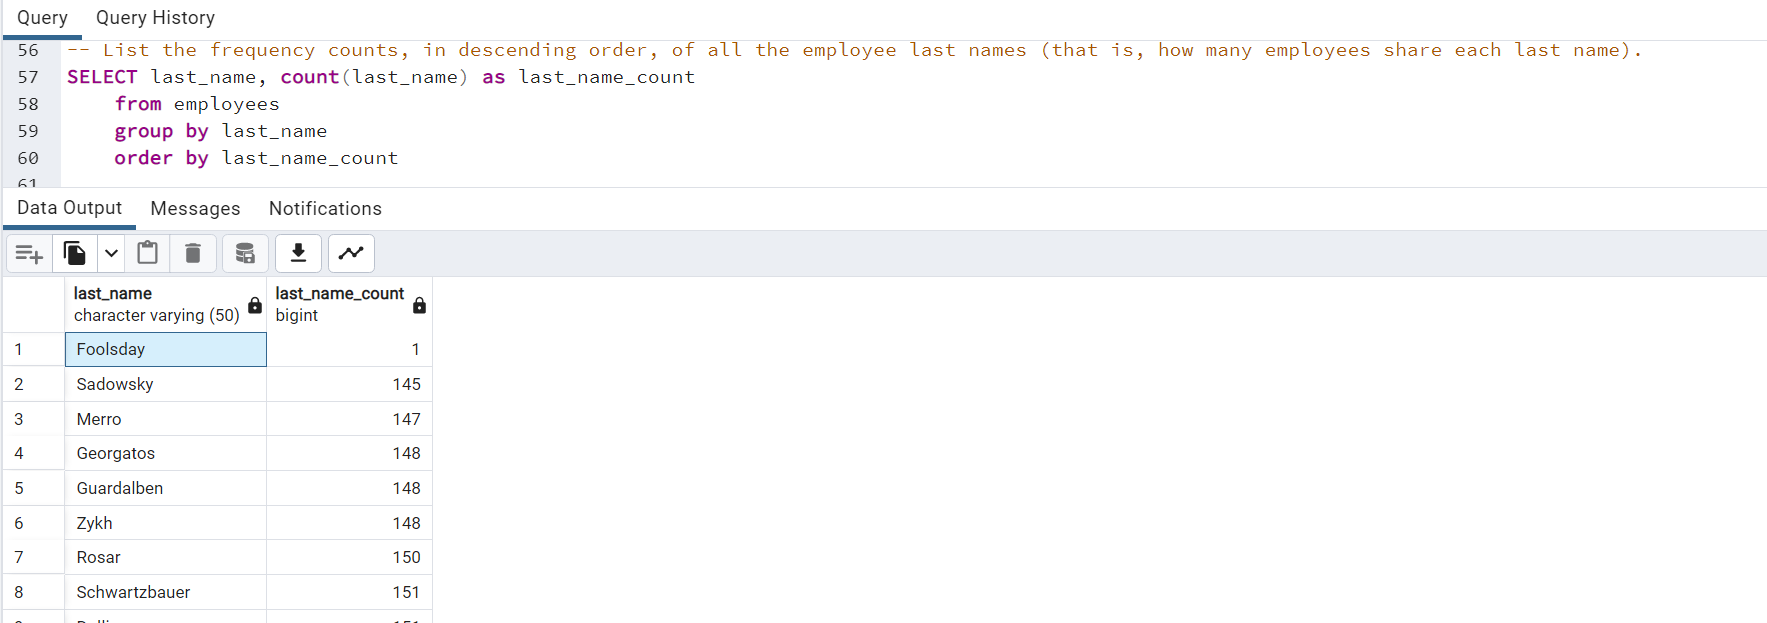 Query Query History
56 -- List the frequency counts, in descending order, of all the employee last names (that is, how many employees share each last name).
57 SELECT last_name, count(last_name) as last_name_count
58 from employees
59 group by last_name
60 order by last_name_count
61
Data Output Messages Notifications
last_name last_name_count
character varying (50) bigint
1 Foolsday 1
2 Sadowsky 145
3 Merro 147
4 Georgatos 148
5 Guardalben 148
6 Zykh 148
7 Rosar 150
8 Schwartzbauer 151